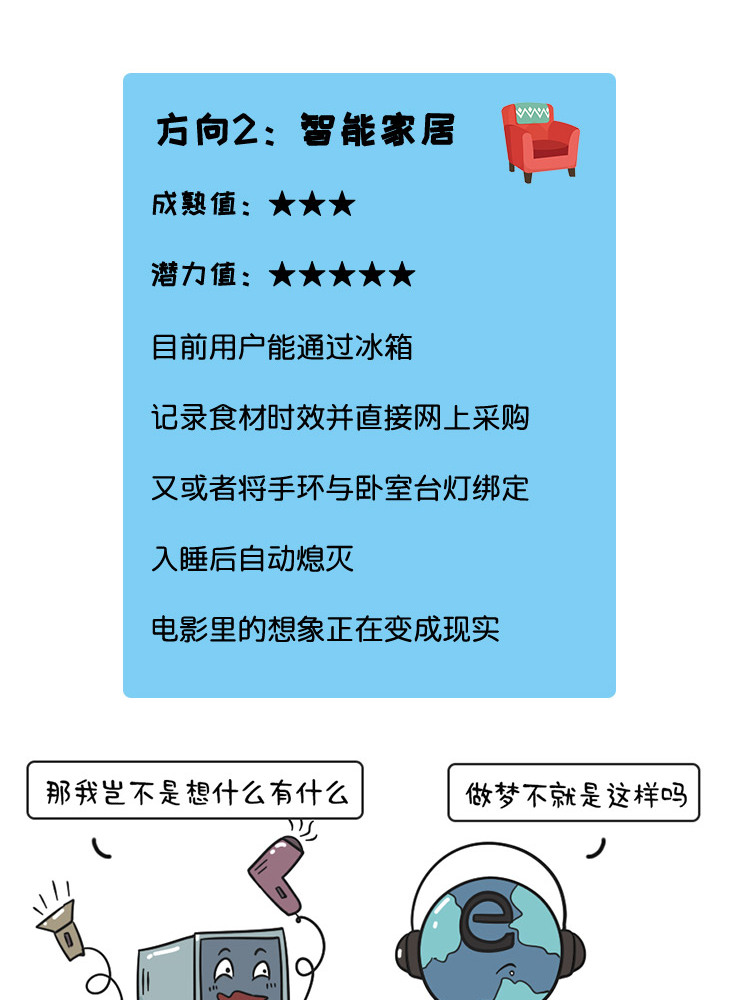 方向2：智能家居
成熟值：★★★
潜力值：★★★★★
目前用户能通过冰箱
记录食材时效并直接网上采购
又或者将手环与卧室台灯绑定
入睡后自动熄灭
电影里的想象正在变成现实
那我岂不是想什么有什么
做梦不就是这样吗
e